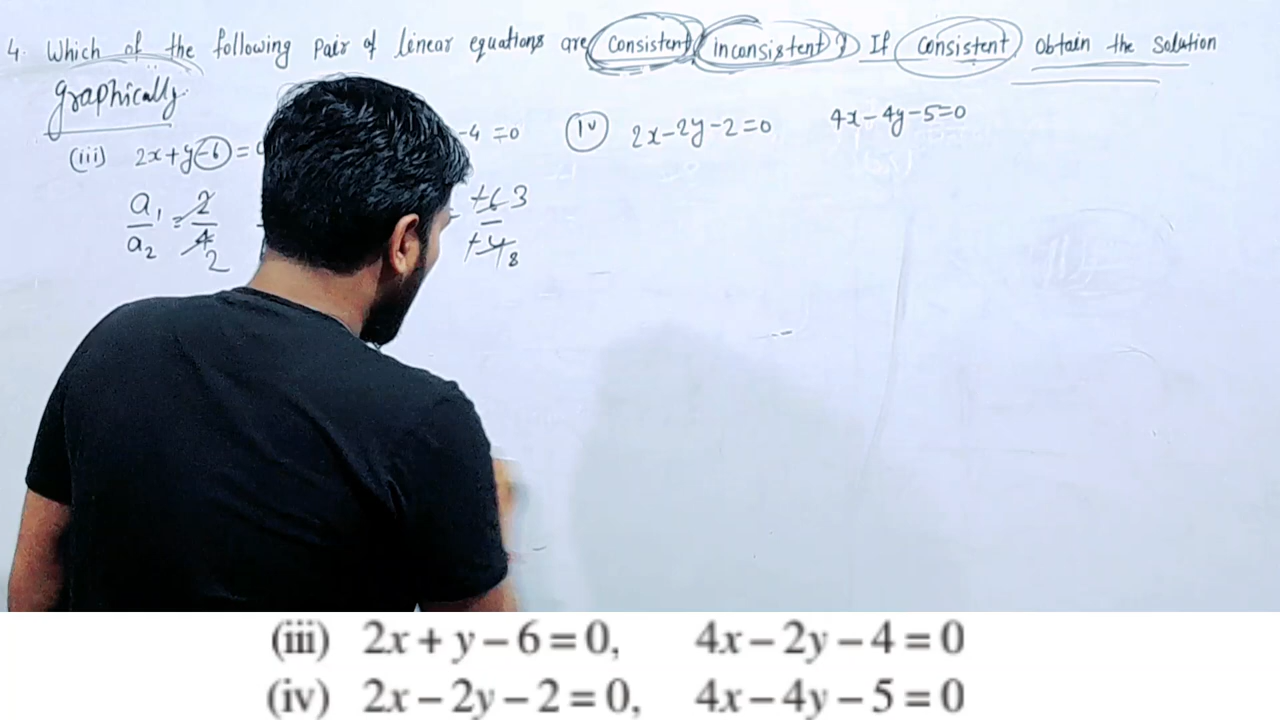 4. Which of the following pair of linear equations are consistent, inconsistent? If consistent obtain the solution
graphically.
(iii) 2x+y-6= -4=0 (iv) 2x-2y-2=0 4x-4y-5=0
a₁/a₂ = 2/4 2 +6 3/+4
(iii) 2x + y – 6 = 0, 4x – 2y – 4 = 0
(iv) 2x – 2y – 2 = 0, 4x – 4y – 5 = 0